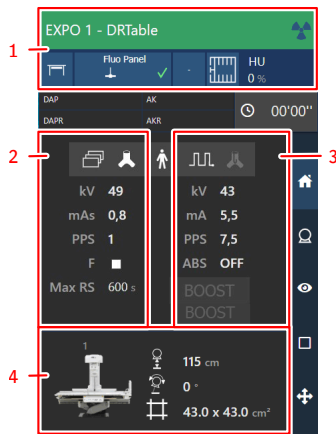 EXPO 1 - DRTable
1
Fluo Panel
-
HU
0 %
DAP
AK
00'00"
DAPR
AKR
2
3
kV 49
mAs 0,8
PPS 1
F
Max RS 600 s
kV 43
mA 5,5
PPS 7,5
ABS OFF
BOOST
BOOST
4
1
115 cm
0 °
43.0 x 43.0 cm²